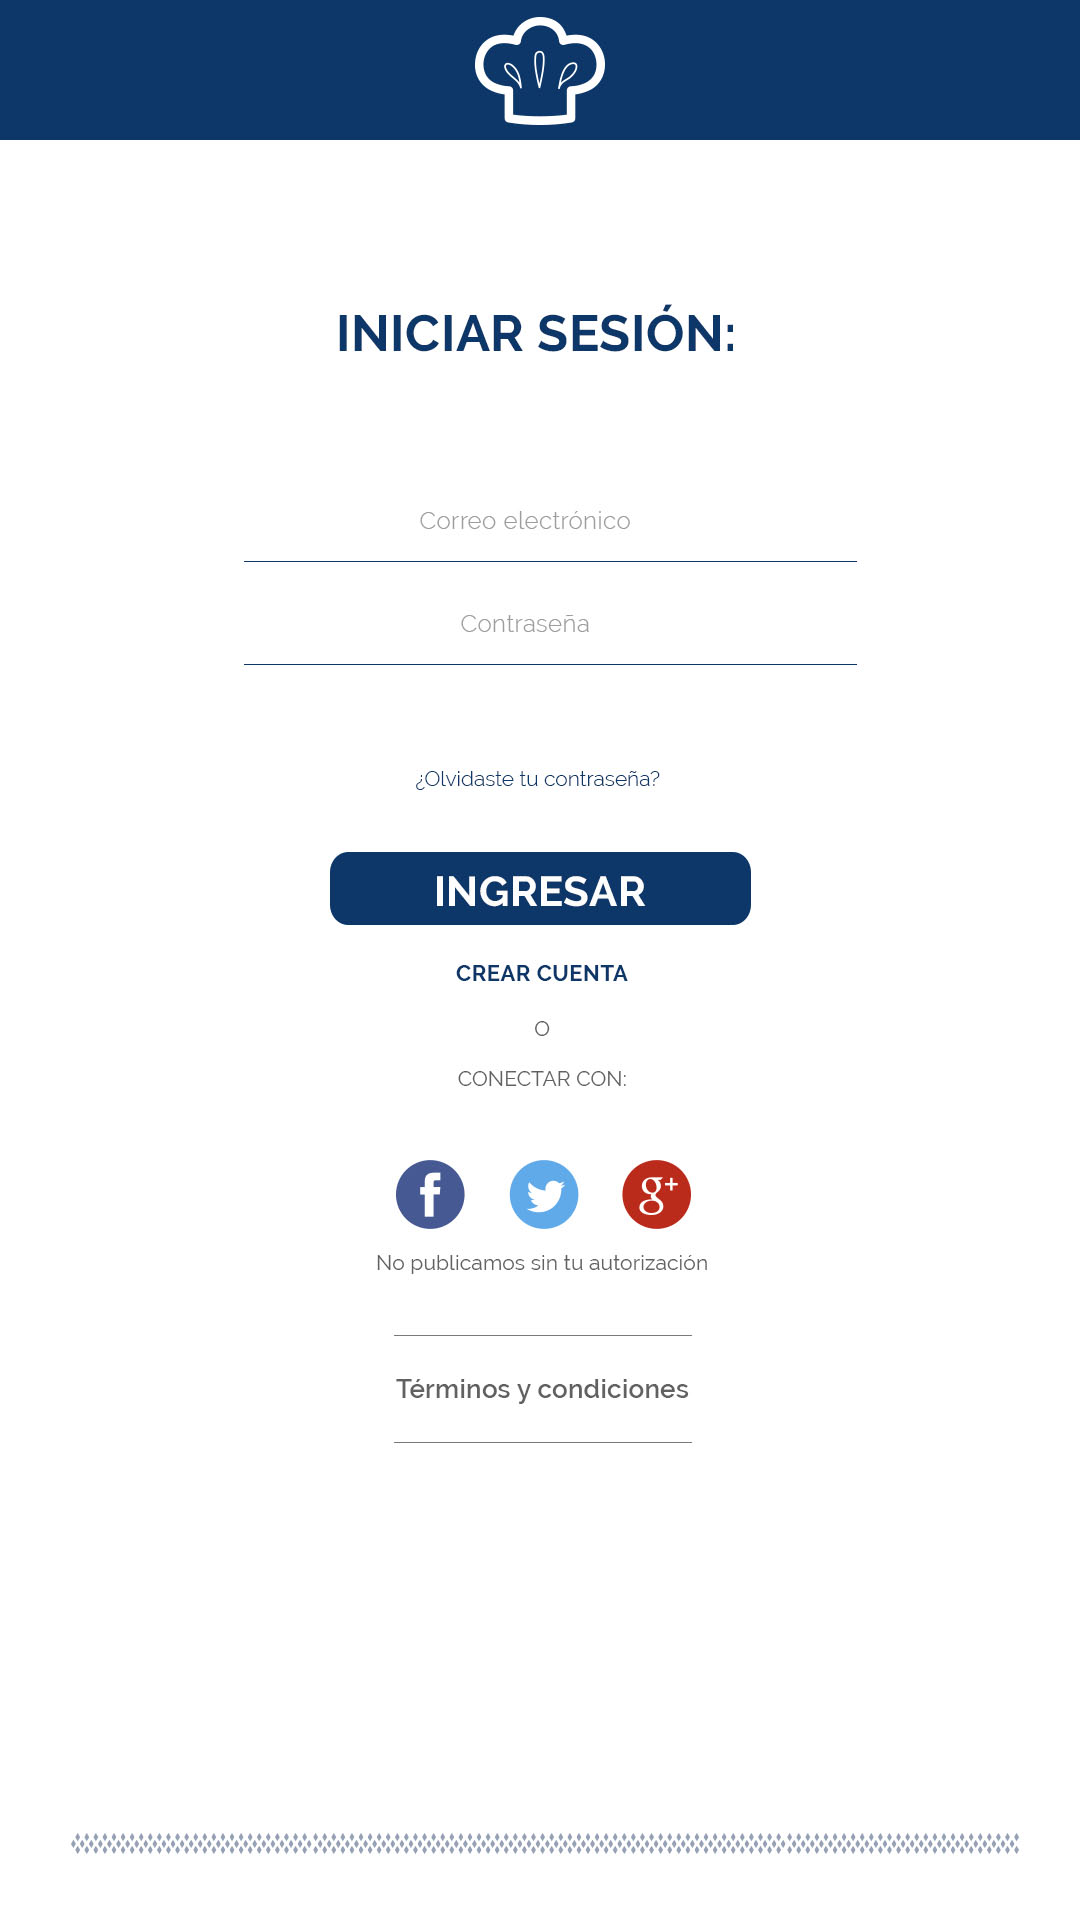 INICIAR SESIÓN:
Correo electrónico
Contraseña
¿Olvidaste tu contraseña?
INGRESAR
CREAR CUENTA
O
CONECTAR CON:
f g+
No publicamos sin tu autorización
Términos y condiciones